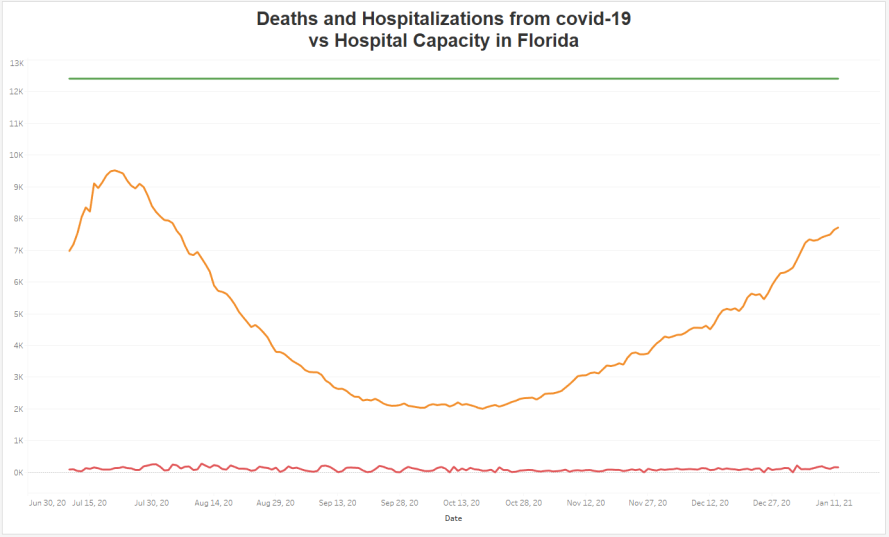 Deaths and Hospitalizations from covid-19
vs Hospital Capacity in Florida
13K
12K
11K
10K
9K
8K
7K
6K
5K
4K
3K
2K
1K
0K
Jun 30, 20 Jul 15, 20 Jul 30, 20 Aug 14, 20 Aug 29, 20 Sep 13, 20 Sep 28, 20 Oct 13, 20 Oct 28, 20 Nov 12, 20 Nov 27, 20 Dec 12, 20 Dec 27, 20 Jan 11, 21
Date